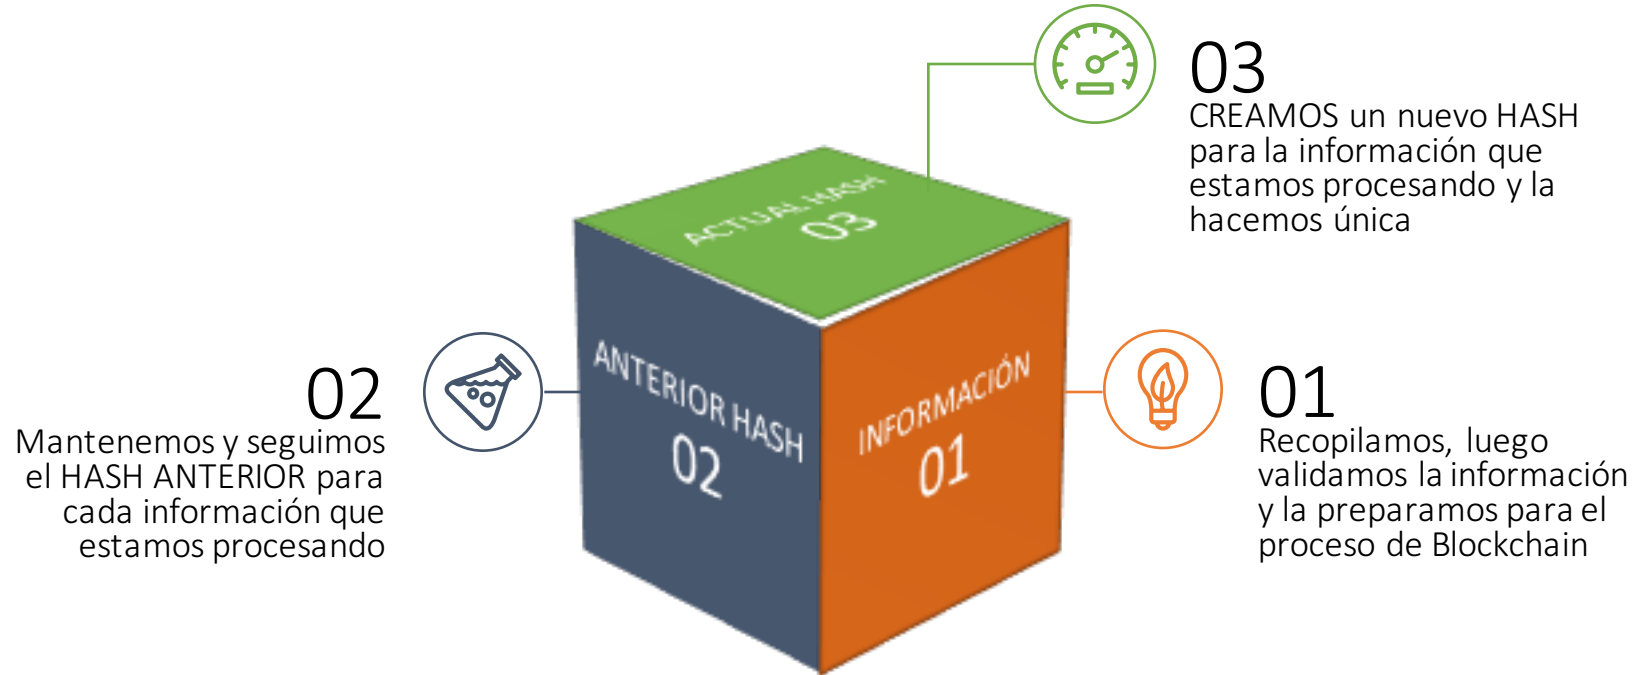 03
CREAMOS un nuevo HASH
para la información que
estamos procesando y la
hacemos única
ACTUAL HASH
03
ANTERIOR HASH
02
INFORMACIÓN
01
02
Mantenemos y seguimos
el HASH ANTERIOR para
cada información que
estamos procesando
01
Recopilamos, luego
validamos la información
y la preparamos para el
proceso de Blockchain